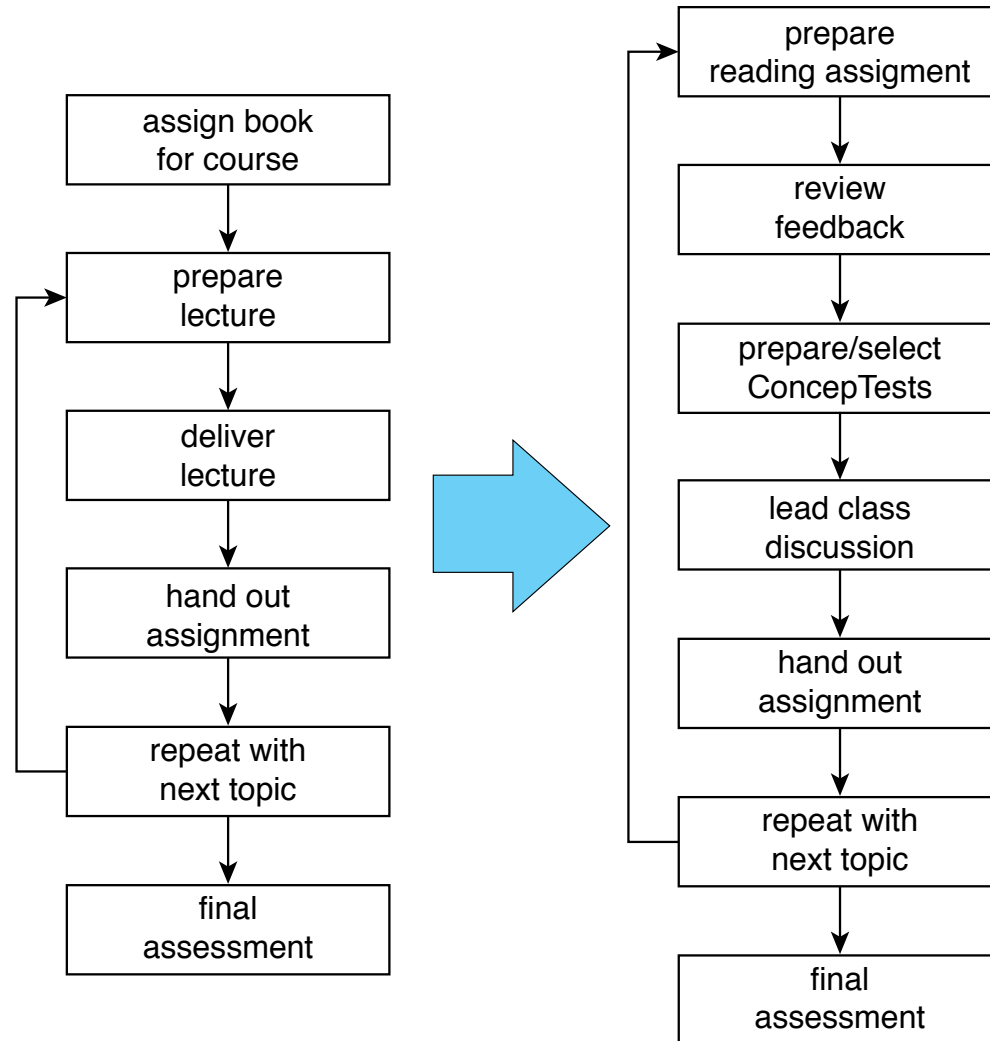 assign book
for course
prepare
lecture
deliver
lecture
hand out
assignment
repeat with
next topic
final
assessment
prepare
reading assigment
review
feedback
prepare/select
ConcepTests
lead class
discussion
hand out
assignment
repeat with
next topic
final
assessment